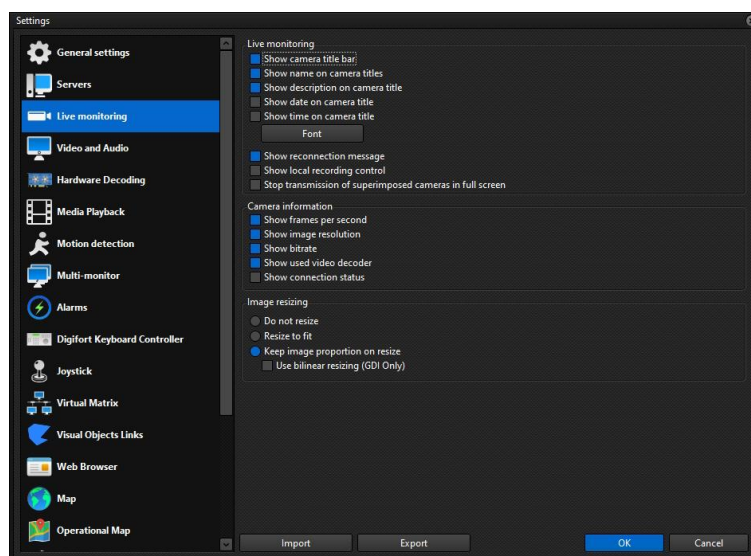 Settings
General settings
Servers
Live monitoring
Video and Audio
Hardware Decoding
Media Playback
Motion detection
Multi-monitor
Alarms
Digifort Keyboard Controller
Joystick
Virtual Matrix
Visual Objects Links
Web Browser
Map
Operational Map
Live monitoring
Show camera title bar
Show name on camera titles
Show description on camera title
Show date on camera title
Show time on camera title
Font
Show reconnection message
Show local recording control
Stop transmission of superimposed cameras in full screen
Camera information
Show frames per second
Show image resolution
Show bitrate
Show used video decoder
Show connection status
Image resizing
Do not resize
Resize to fit
Keep image proportion on resize
Use bilinear resizing (GDI Only)
Import
Export
OK
Cancel